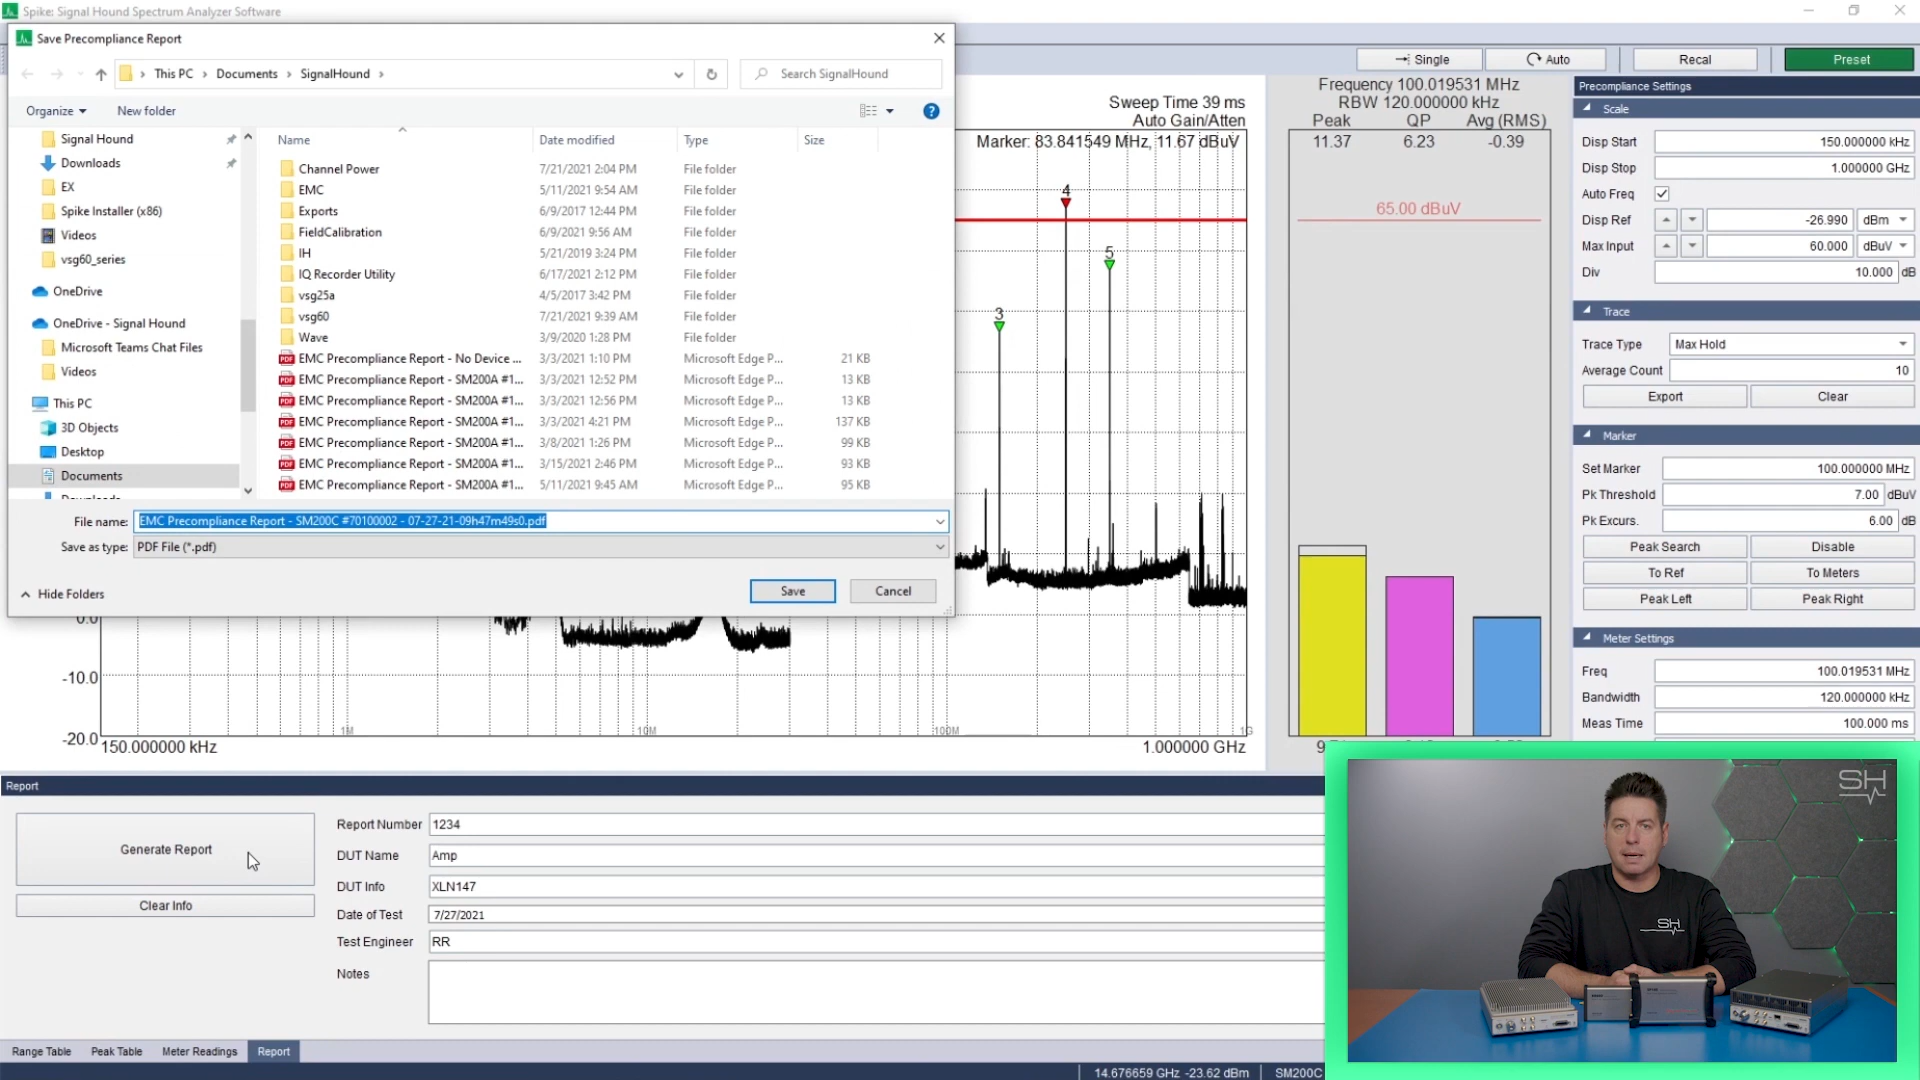 Spike: Signal Hound Spectrum Analyzer Software
Save Precompliance Report
This PC
Documents
SignalHound
Search SignalHound
Organize
New folder
Name
Date modified
Type
Size
Signal Hound
Downloads
EX
Spike Installer (x86)
Videos
vsg60_series
OneDrive
OneDrive - Signal Hound
Microsoft Teams Chat Files
Videos
This PC
3D Objects
Desktop
Documents
Downloads
Channel Power 7/21/2021 2:04 PM File folder
EMC 5/11/2021 9:54 AM File folder
Exports 6/9/2017 12:44 PM File folder
FieldCalibration 6/9/2021 9:56 AM File folder
IH 5/21/2019 3:24 PM File folder
IQ Recorder Utility 6/17/2021 2:12 PM File folder
vsg25a 4/5/2017 3:42 PM File folder
vsg60 7/21/2021 9:39 AM File folder
Wave 3/9/2020 1:28 PM File folder
EMC Precompliance Report - No Device ... 3/3/2021 1:10 PM Microsoft Edge P... 21 KB
EMC Precompliance Report - SM200A #1... 3/3/2021 12:52 PM Microsoft Edge P... 13 KB
EMC Precompliance Report - SM200A #1... 3/3/2021 12:56 PM Microsoft Edge P... 13 KB
EMC Precompliance Report - SM200A #1... 3/3/2021 4:21 PM Microsoft Edge P... 137 KB
EMC Precompliance Report - SM200A #1... 3/8/2021 1:26 PM Microsoft Edge P... 99 KB
EMC Precompliance Report - SM200A #1... 3/15/2021 2:46 PM Microsoft Edge P... 93 KB
EMC Precompliance Report - SM200A #1... 5/11/2021 9:45 AM Microsoft Edge P... 95 KB
File name: EMC Precompliance Report - SM200C #70100002 - 07-27-21-09h47m49s0.pdf
Save as type: PDF File (*.pdf)
Hide Folders
Save
Cancel
Single
Auto
Recal
Preset
Sweep Time 39 ms
Auto Gain/Atten
Marker: 83.841549 MHz, 11.67 dBuV
3
4
5
0.0
-10.0
-20.0
1M
10M
100M
1G
150.000000 kHz
1.000000 GHz
Frequency 100.019531 MHz
RBW 120.000000 kHz
Peak QP Avg (RMS)
11.37 6.23 -0.39
65.00 dBuV
Precompliance Settings
Scale
Disp Start 150.000000 kHz
Disp Stop 1.000000 GHz
Auto Freq
Disp Ref -26.990 dBm
Max Input 60.000 dBuV
Div 10.000 dB
Trace
Trace Type Max Hold
Average Count 10
Export Clear
Marker
Set Marker 100.000000 MHz
Pk Threshold 7.00 dBuV
Pk Excurs. 6.00 dB
Peak Search Disable
To Ref To Meters
Peak Left Peak Right
Meter Settings
Freq 100.019531 MHz
Bandwidth 120.000000 kHz
Meas Time 100.000 ms
Report
Generate Report
Clear Info
Report Number 1234
DUT Name Amp
DUT Info XLN147
Date of Test 7/27/2021
Test Engineer RR
Notes
Range Table Peak Table Meter Readings Report
14.676659 GHz -23.62 dBm SM200C
SH
SH